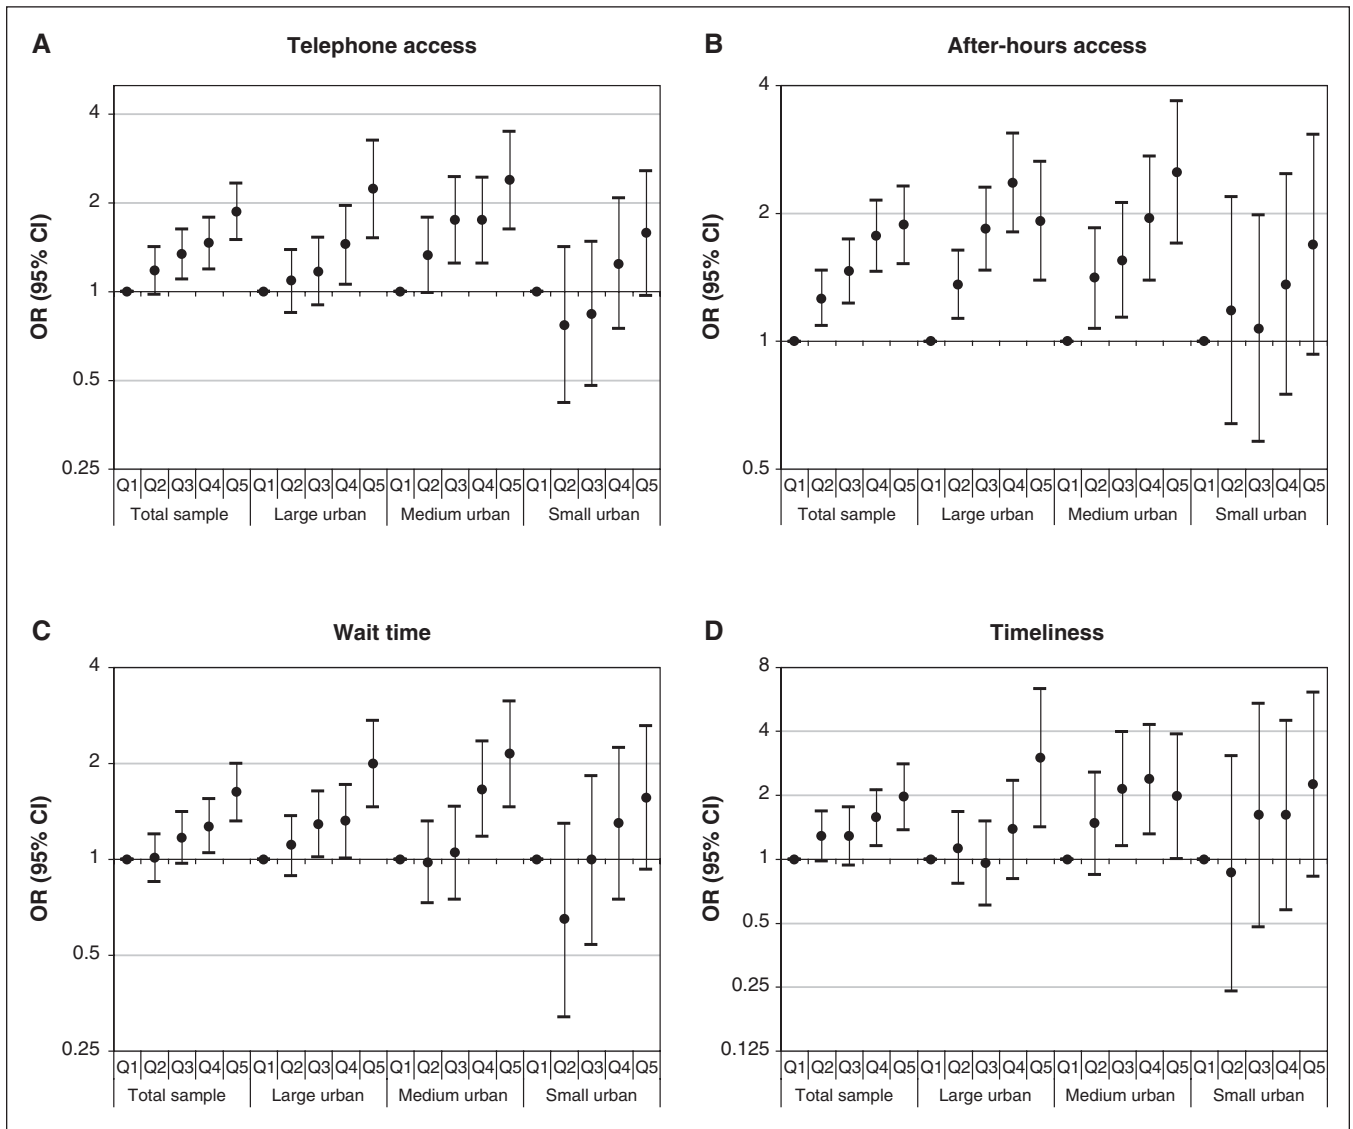 A
Telephone access
OR (95% CI)
4
2
1
0.5
0.25
Q1 Q2 Q3 Q4 Q5 Q1 Q2 Q3 Q4 Q5 Q1 Q2 Q3 Q4 Q5 Q1 Q2 Q3 Q4 Q5
Total sample Large urban Medium urban Small urban
B
After-hours access
OR (95% CI)
4
2
1
0.5
Q1 Q2 Q3 Q4 Q5 Q1 Q2 Q3 Q4 Q5 Q1 Q2 Q3 Q4 Q5 Q1 Q2 Q3 Q4 Q5
Total sample Large urban Medium urban Small urban
C
Wait time
OR (95% CI)
4
2
1
0.5
0.25
Q1 Q2 Q3 Q4 Q5 Q1 Q2 Q3 Q4 Q5 Q1 Q2 Q3 Q4 Q5 Q1 Q2 Q3 Q4 Q5
Total sample Large urban Medium urban Small urban
D
Timeliness
OR (95% CI)
8
4
2
1
0.5
0.25
0.125
Q1 Q2 Q3 Q4 Q5 Q1 Q2 Q3 Q4 Q5 Q1 Q2 Q3 Q4 Q5 Q1 Q2 Q3 Q4 Q5
Total sample Large urban Medium urban Small urban